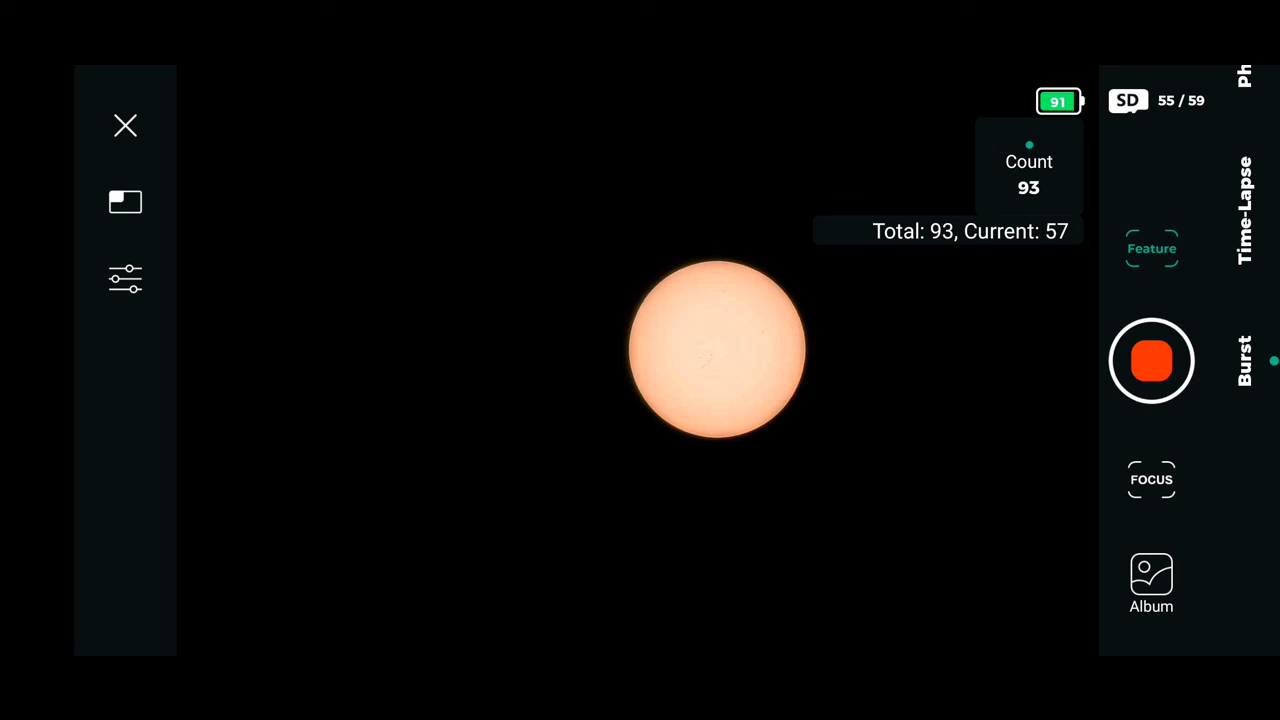 91
SD 55 / 59
Ph
Count
93
Total: 93, Current: 57
Time-Lapse
Feature
Burst
FOCUS
Album